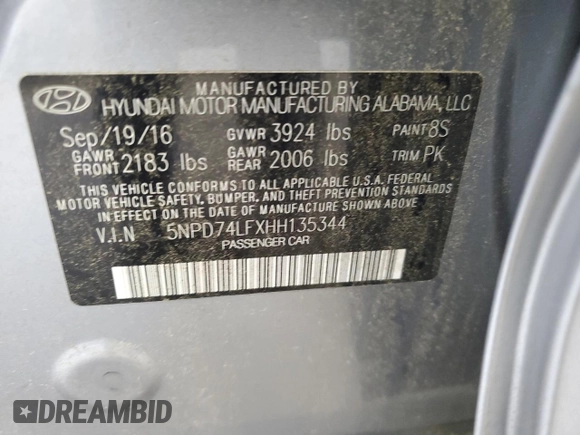 MANUFACTURED BY
HYUNDAI MOTOR MANUFACTURING ALABAMA, LLC
Sep/19/16 GVWR 3924 lbs PAINT 8S
GAWR FRONT 2183 lbs GAWR REAR 2006 lbs TRIM PK
THIS VEHICLE CONFORMS TO ALL APPLICABLE U.S.A. FEDERAL
MOTOR VEHICLE SAFETY, BUMPER, AND THEFT PREVENTION STANDARDS
IN EFFECT ON THE DATE OF MANUFACTURE SHOWN ABOVE.
V.I.N 5NPD74LFXHH135344
PASSENGER CAR
DREAMBID